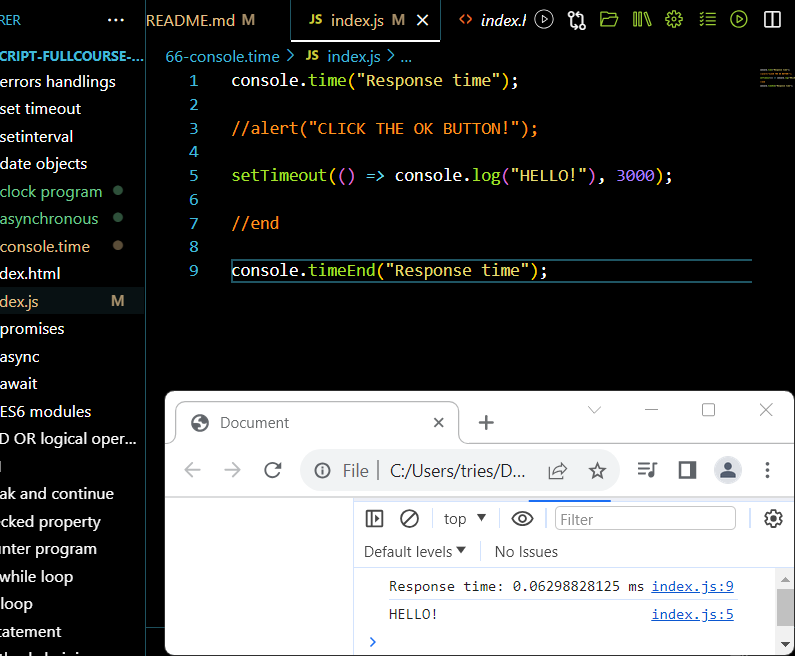 RER ...
README.md M
JS index.js M
<> index.h
CRIPT-FULLCOURSE-...
errors handlings
set timeout
setinterval
date objects
clock program
asynchronous
console.time
dex.html
dex.js M
promises
async
await
ES6 modules
D OR logical oper...
ak and continue
cked property
nter program
while loop
loop
tatement
66-console.time > JS index.js > ...
1 console.time("Response time");
2
3 //alert("CLICK THE OK BUTTON!");
4
5 setTimeout(() => console.log("HELLO!"), 3000);
6
7 //end
8
9 console.timeEnd("Response time");
Document
File | C:/Users/tries/D...
top
Filter
Default levels
No Issues
Response time: 0.06298828125 ms index.js:9
HELLO! index.js:5
>